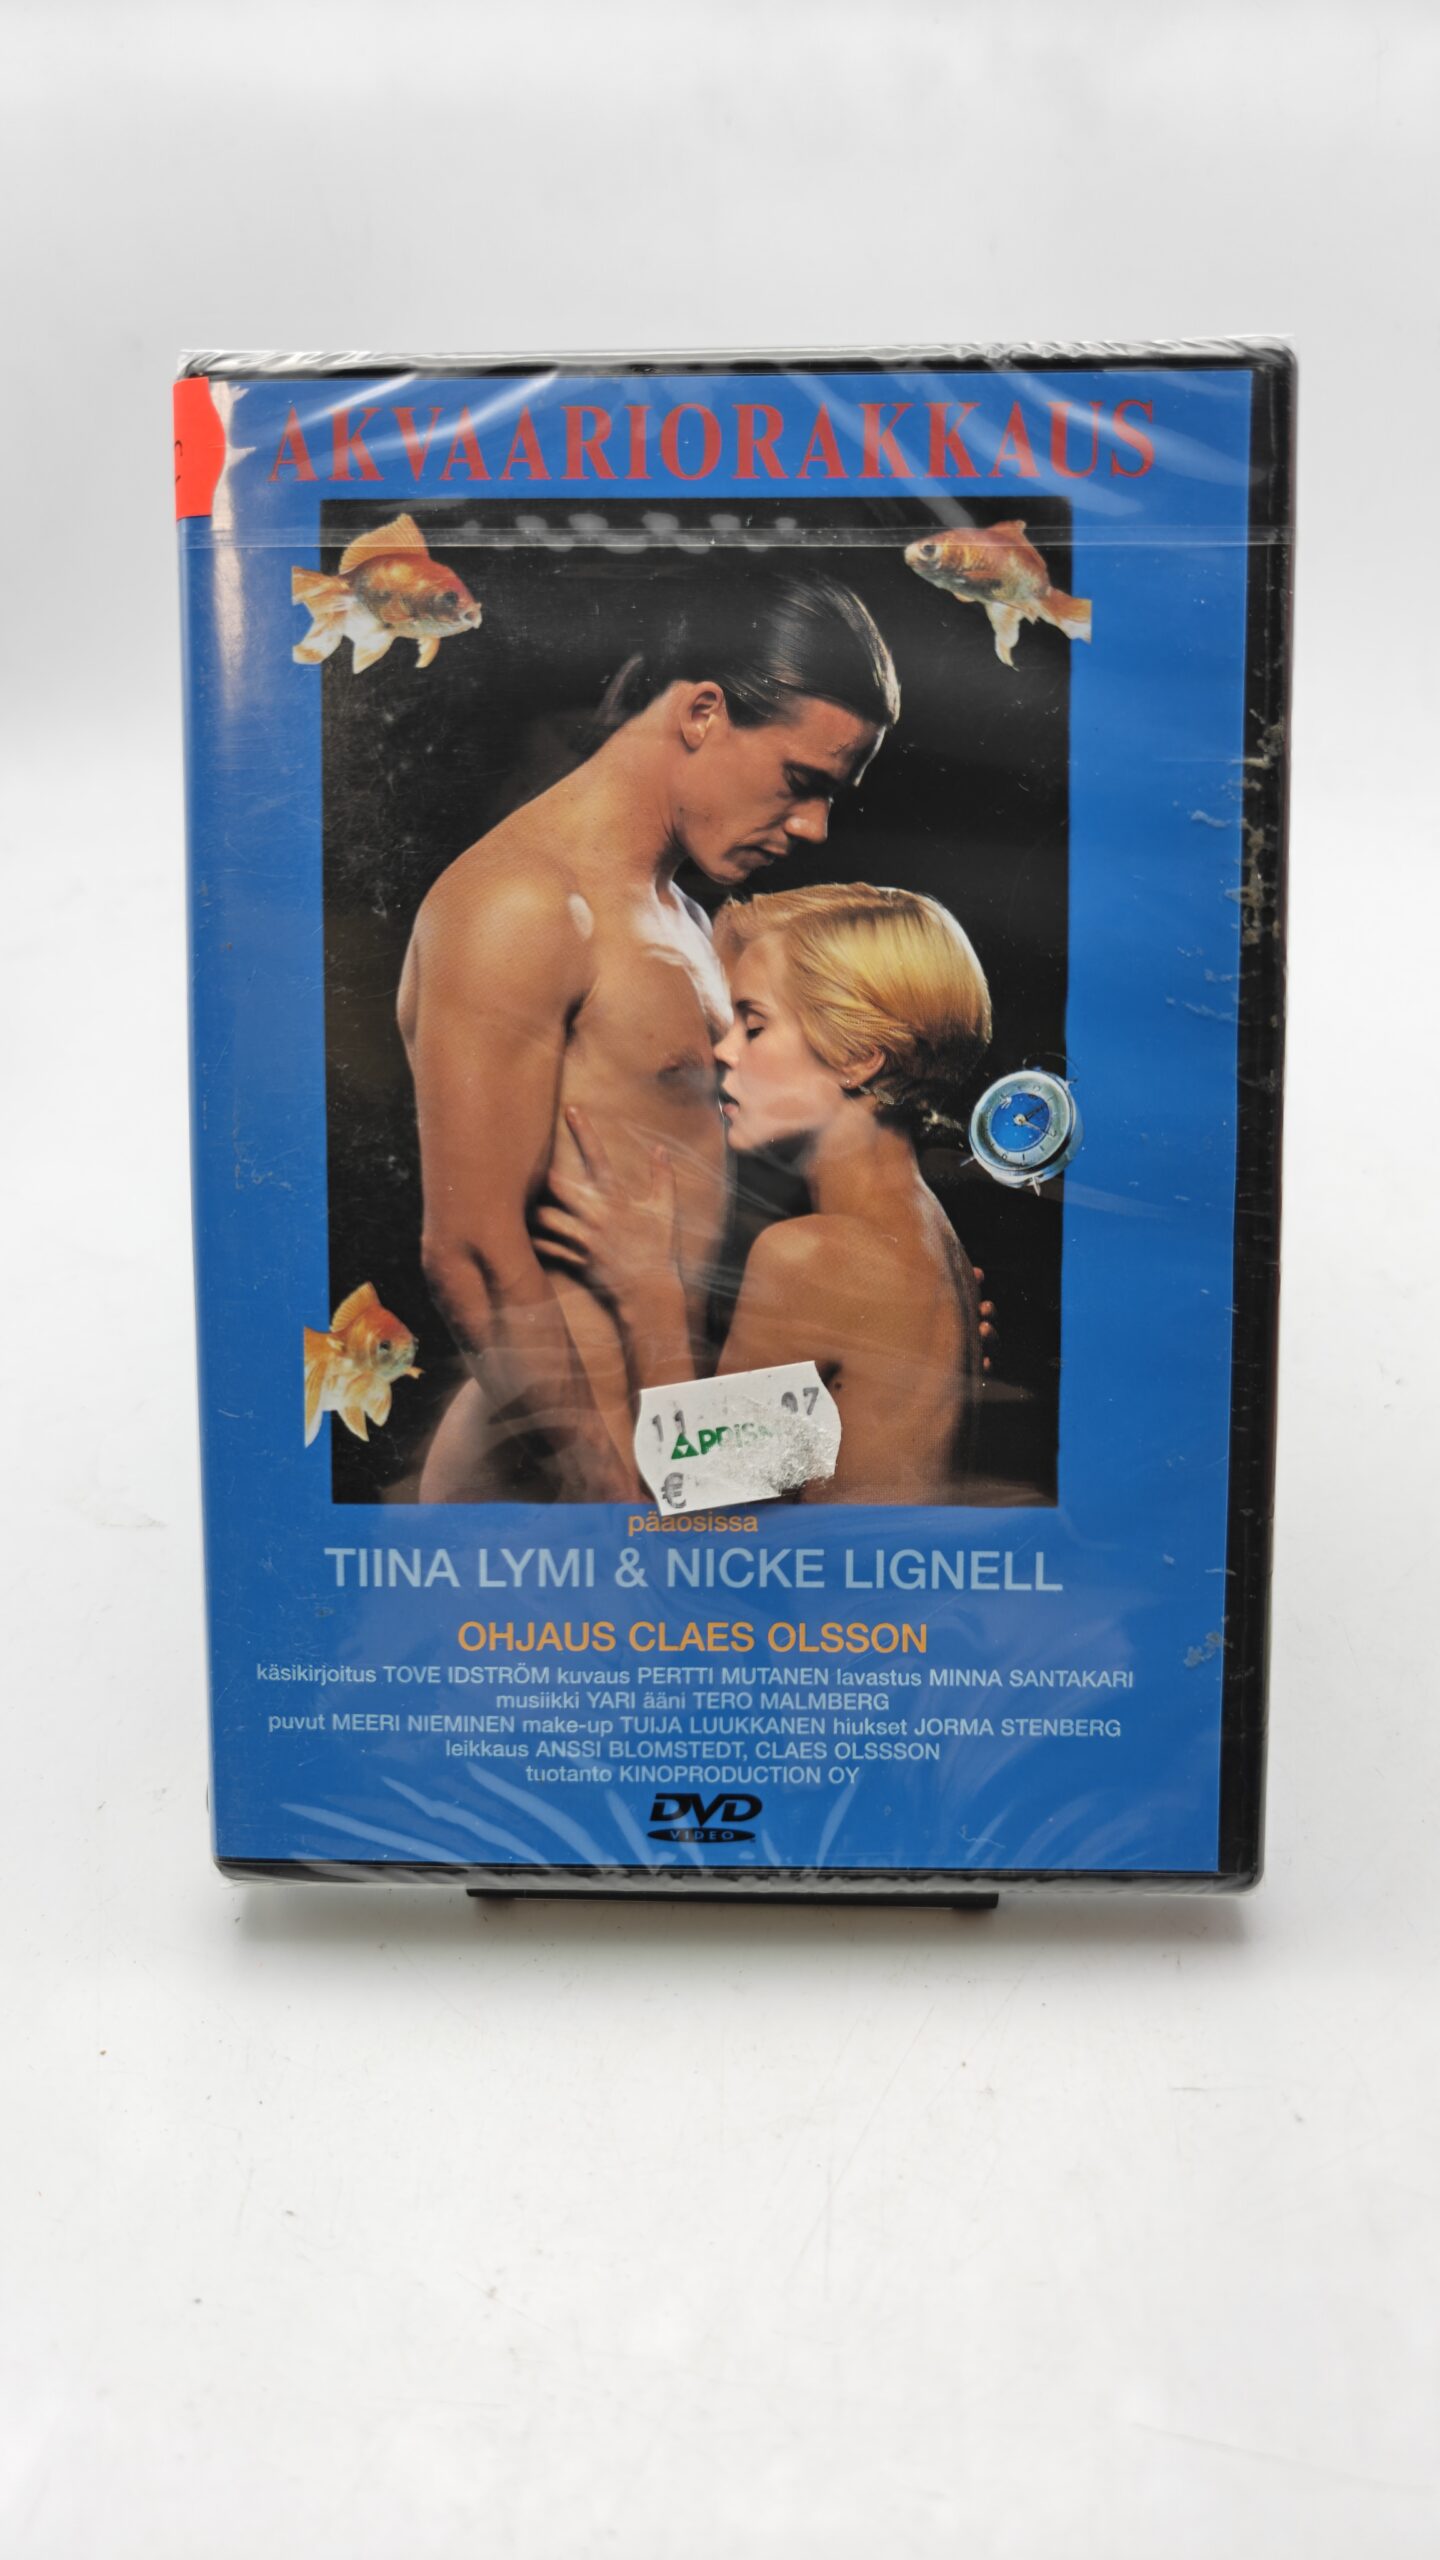 AKVAARIORAKKAUS
11 07
€
pääosissa
TIINA LYMI & NICKE LIGNELL
OHJAUS CLAES OLSSON
käsikirjoitus TOVE IDSTRÖM kuvaus PERTTI MUTANEN lavastus MINNA SANTAKARI
musiikki YARI ääni TERO MALMBERG
puvut MEERI NIEMINEN make-up TUIJA LUUKKANEN hiukset JORMA STENBERG
leikkaus ANSSI BLOMSTEDT, CLAES OLSSSON
tuotanto KINOPRODUCTION OY
DVD
VIDEO